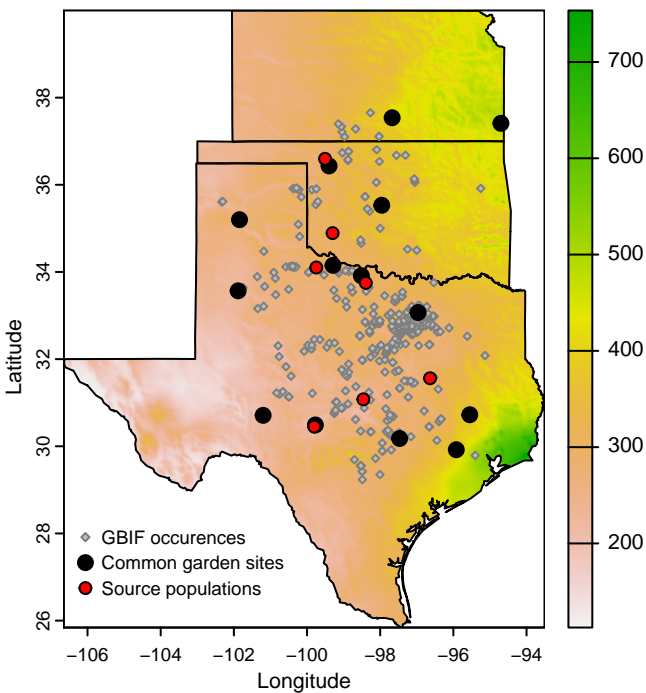 700
600
500
400
300
200
38
36
34
32
30
28
26
Latitude
GBIF occurences
Common garden sites
Source populations
−106 −104 −102 −100 −98 −96 −94
Longitude